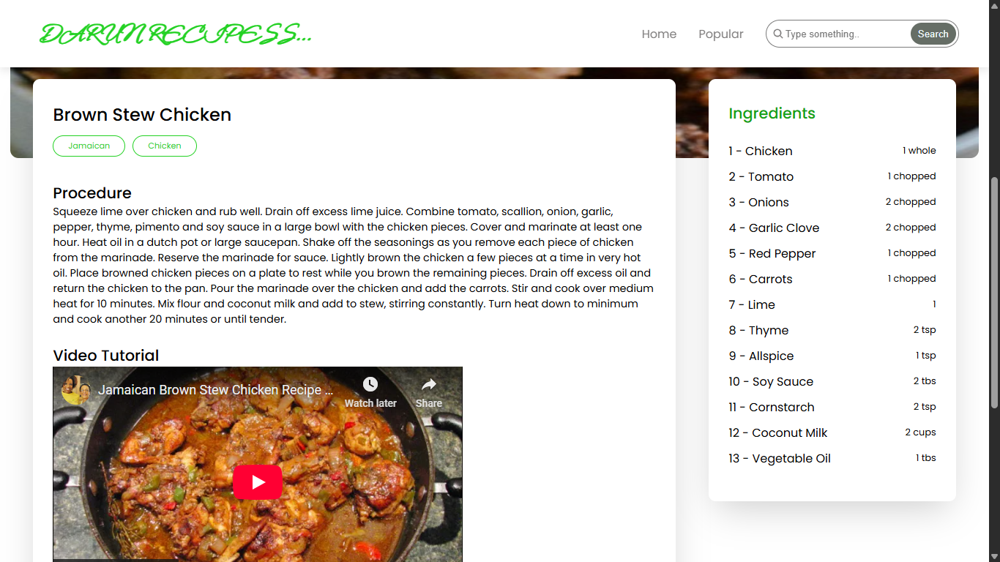 DARUN RECIPESS...
Home
Popular
Type something..
Search
Brown Stew Chicken
Jamaican
Chicken
Procedure
Squeeze lime over chicken and rub well. Drain off excess lime juice. Combine tomato, scallion, onion, garlic,
pepper, thyme, pimento and soy sauce in a large bowl with the chicken pieces. Cover and marinate at least one
hour. Heat oil in a dutch pot or large saucepan. Shake off the seasonings as you remove each piece of chicken
from the marinade. Reserve the marinade for sauce. Lightly brown the chicken a few pieces at a time in very hot
oil. Place browned chicken pieces on a plate to rest while you brown the remaining pieces. Drain off excess oil and
return the chicken to the pan. Pour the marinade over the chicken and add the carrots. Stir and cook over medium
heat for 10 minutes. Mix flour and coconut milk and add to stew, stirring constantly. Turn heat down to minimum
and cook another 20 minutes or until tender.
Video Tutorial
Jamaican Brown Stew Chicken Recipe ...
Watch later
Share
Ingredients
1 - Chicken 1 whole
2 - Tomato 1 chopped
3 - Onions 2 chopped
4 - Garlic Clove 2 chopped
5 - Red Pepper 1 chopped
6 - Carrots 1 chopped
7 - Lime 1
8 - Thyme 2 tsp
9 - Allspice 1 tsp
10 - Soy Sauce 2 tbs
11 - Cornstarch 2 tsp
12 - Coconut Milk 2 cups
13 - Vegetable Oil 1 tbs